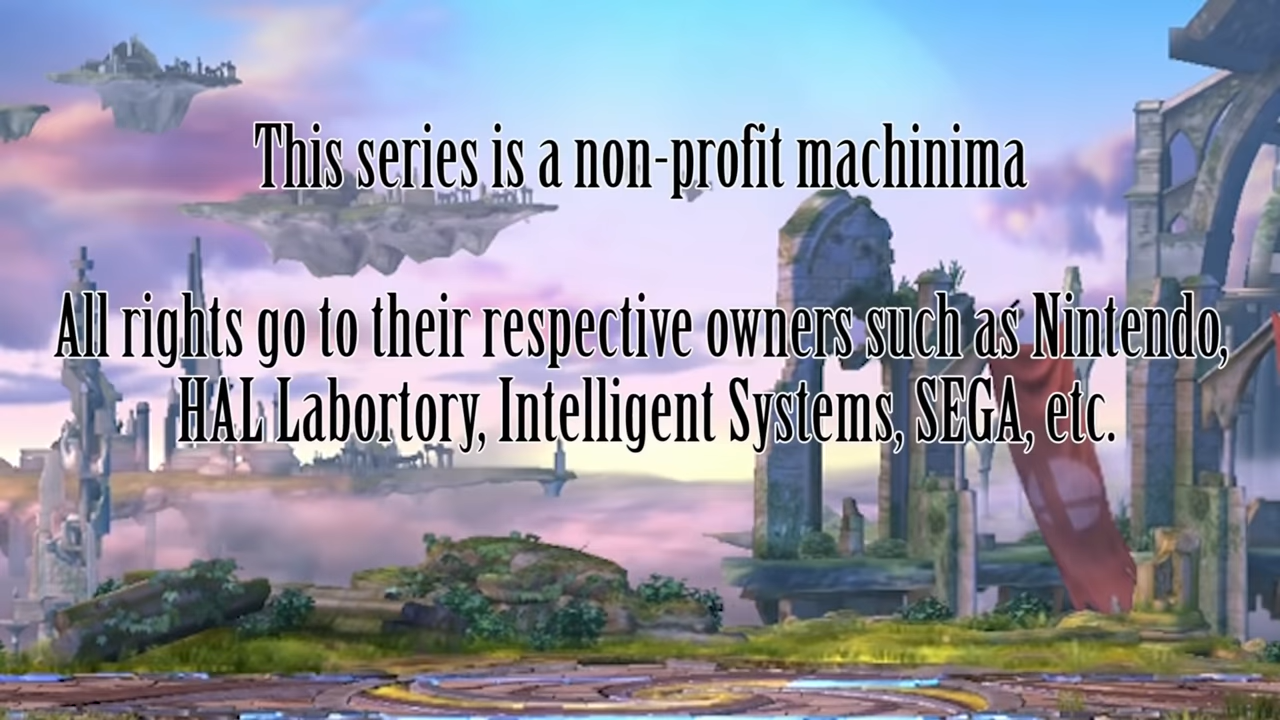 This series is a non-profit machinima
All rights go to their respective owners such as Nintendo,
HAL Labortory, Intelligent Systems, SEGA, etc.